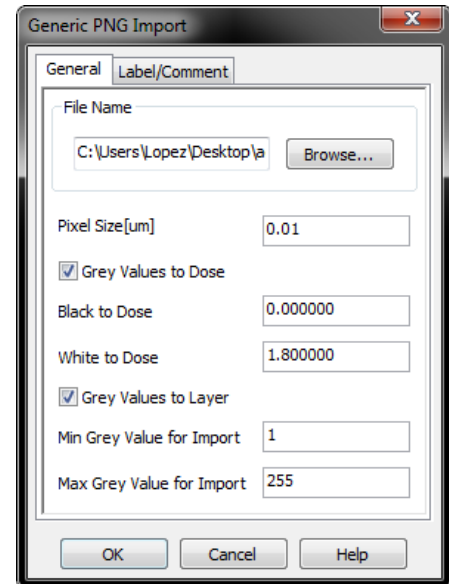 Generic PNG Import
General Label/Comment
File Name
C:\Users\Lopez\Desktop\a Browse...
Pixel Size[um] 0.01
Grey Values to Dose
Black to Dose 0.000000
White to Dose 1.800000
Grey Values to Layer
Min Grey Value for Import 1
Max Grey Value for Import 255
OK Cancel Help